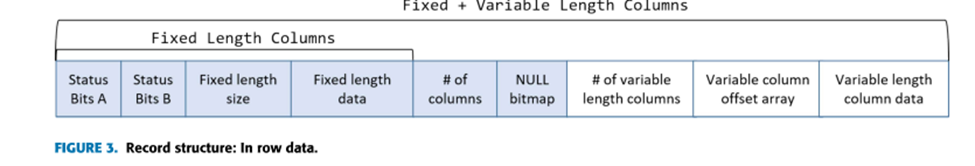 Fixed + Variable Length Columns
Fixed Length Columns
Status Bits A
Status Bits B
Fixed length size
Fixed length data
# of columns
NULL bitmap
# of variable length columns
Variable column offset array
Variable length column data
FIGURE 3. Record structure: In row data.